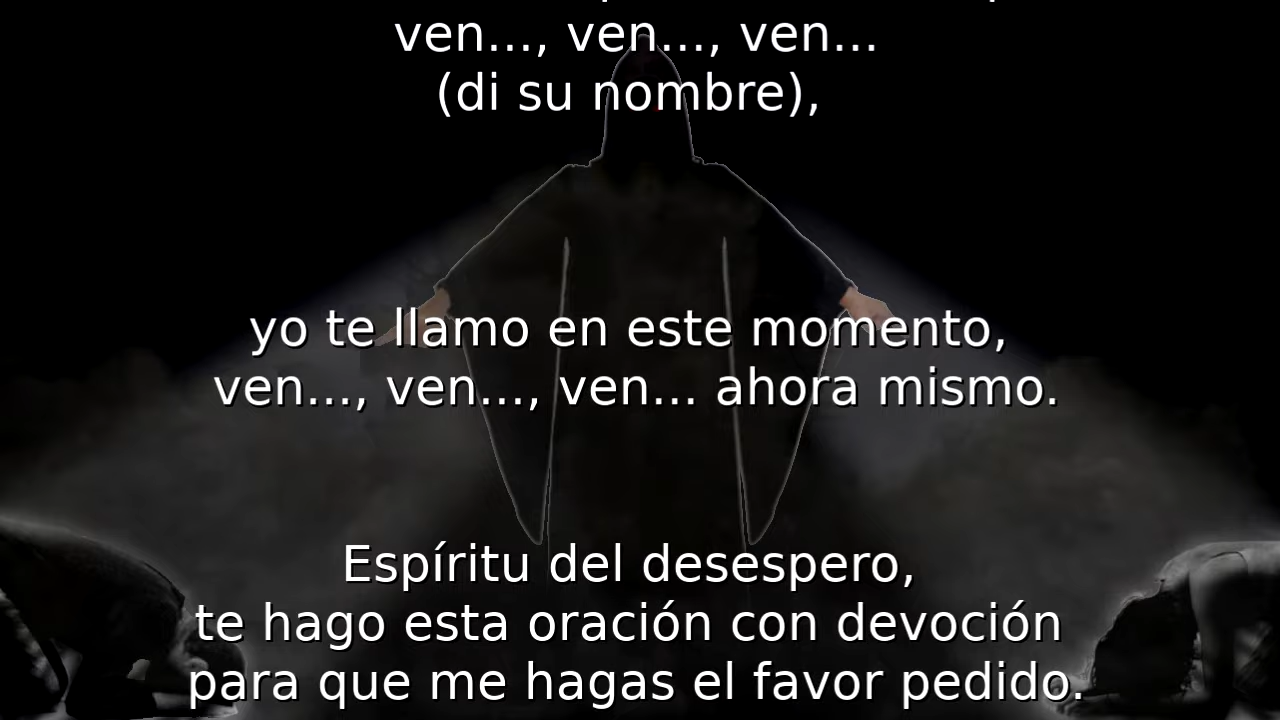 ven..., ven..., ven...
(di su nombre),
yo te llamo en este momento,
ven..., ven..., ven... ahora mismo.
Espíritu del desespero,
te hago esta oración con devoción
para que me hagas el favor pedido.